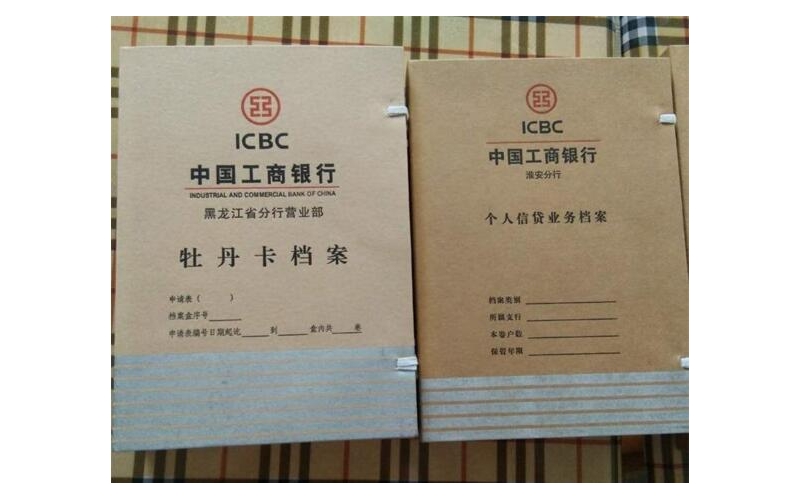 ICBC
中国工商银行
INDUSTRIAL AND COMMERCIAL BANK OF CHINA
黑龙江省分行营业部
牡丹卡档案
申请表（ ）
档案盒序号
申请表编号日期起讫 到 盒内共 卷
ICBC
中国工商银行
淮安分行
个人信贷业务档案
档案类别
所属支行
本卷户数
保管年限